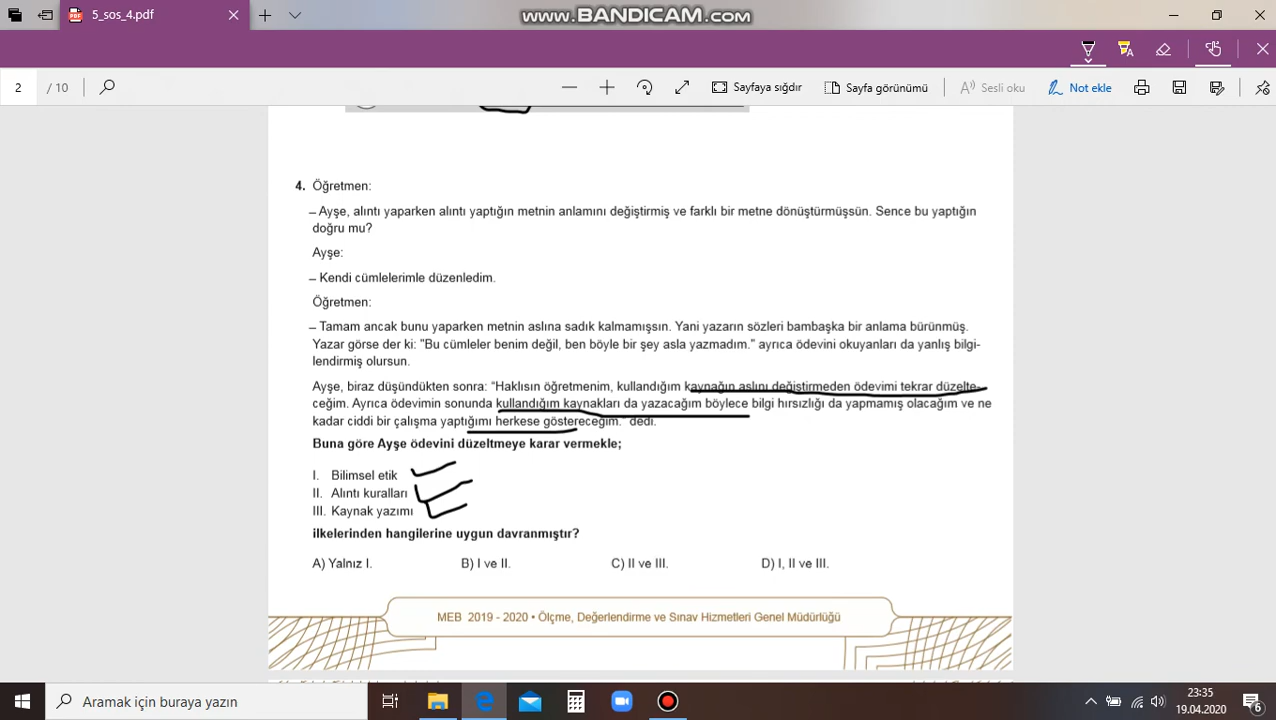 5_sos_4.pdf
www.BANDICAM.com
2 / 10
Sayfaya sığdır
Sayfa görünümü
Sesli oku
Not ekle
4. Öğretmen:
– Ayşe, alıntı yaparken alıntı yaptığın metnin anlamını değiştirmiş ve farklı bir metne dönüştürmüşsün. Sence bu yaptığın
doğru mu?
Ayşe:
– Kendi cümlelerimle düzenledim.
Öğretmen:
– Tamam ancak bunu yaparken metnin aslına sadık kalmamışsın. Yani yazarın sözleri bambaşka bir anlama bürünmüş.
Yazar görse der ki: "Bu cümleler benim değil, ben böyle bir şey asla yazmadım." ayrıca ödevini okuyanları da yanlış bilgi-
lendirmiş olursun.
Ayşe, biraz düşündükten sonra: “Haklısın öğretmenim, kullandığım kaynağın aslını değiştirmeden ödevimi tekrar düzelte-
ceğim. Ayrıca ödevimin sonunda kullandığım kaynakları da yazacağım böylece bilgi hırsızlığı da yapmamış olacağım ve ne
kadar ciddi bir çalışma yaptığımı herkese göstereceğim.” dedi.
Buna göre Ayşe ödevini düzeltmeye karar vermekle;
I. Bilimsel etik
II. Alıntı kuralları
III. Kaynak yazımı
ilkelerinden hangilerine uygun davranmıştır?
A) Yalnız I. B) I ve II. C) II ve III. D) I, II ve III.
MEB 2019 - 2020 • Ölçme, Değerlendirme ve Sınav Hizmetleri Genel Müdürlüğü
Aramak için buraya yazın
23:35
19.04.2020
6